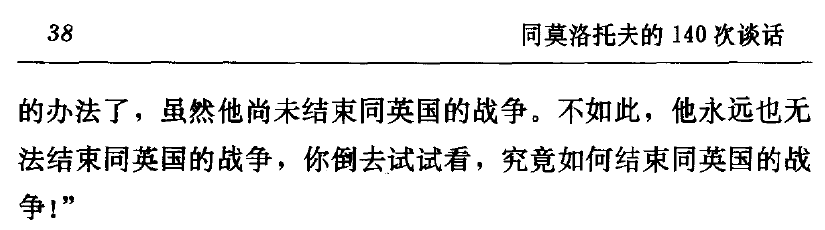 38
同莫洛托夫的 140 次谈话
的办法了，虽然他尚未结束同英国的战争。不如此，他永远也无
法结束同英国的战争，你倒去试试看，究竟如何结束同英国的战
争！”